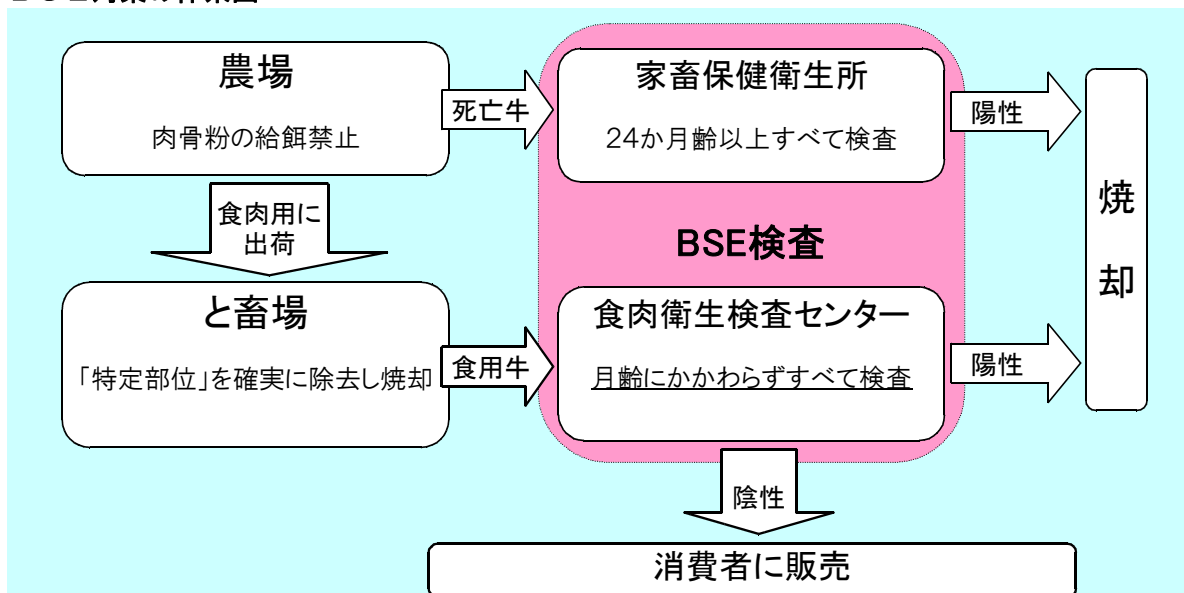 農場
肉骨粉の給餌禁止
死亡牛
家畜保健衛生所
24か月齢以上すべて検査
陽性
焼却
食肉用に
出荷
BSE検査
と畜場
「特定部位」を確実に除去し焼却
食用牛
食肉衛生検査センター
月齢にかかわらずすべて検査
陽性
陰性
消費者に販売